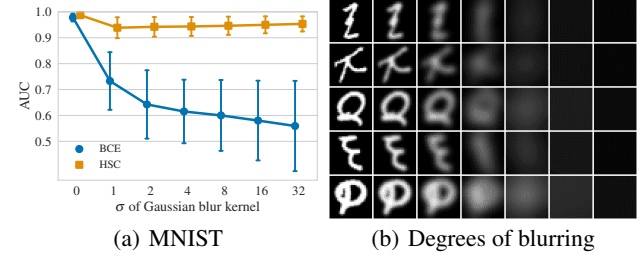 1.0
0.9
0.8
0.7
0.6
0.5
AUC
BCE
HSC
0 1 2 4 8 16 32
σ of Gaussian blur kernel
(a) MNIST
(b) Degrees of blurring